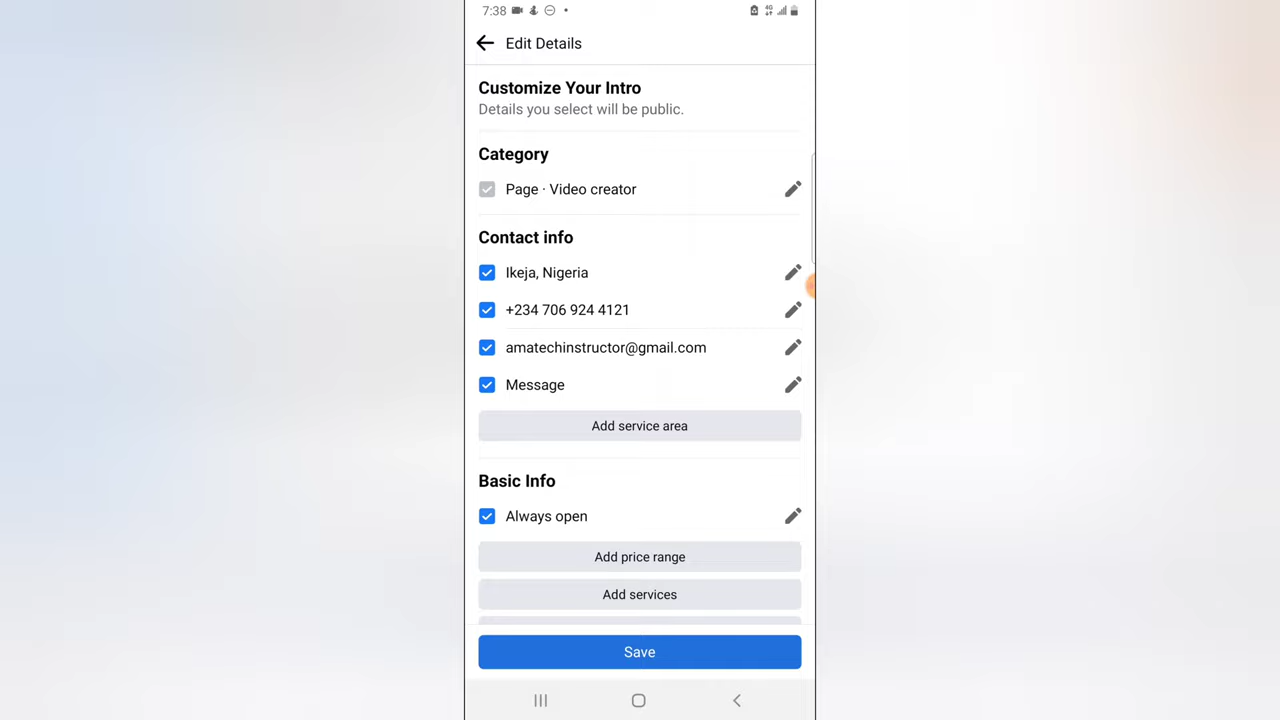 7:38
4G
Edit Details
Customize Your Intro
Details you select will be public.
Category
Page · Video creator
Contact info
Ikeja, Nigeria
+234 706 924 4121
amatechinstructor@gmail.com
Message
Add service area
Basic Info
Always open
Add price range
Add services
Save